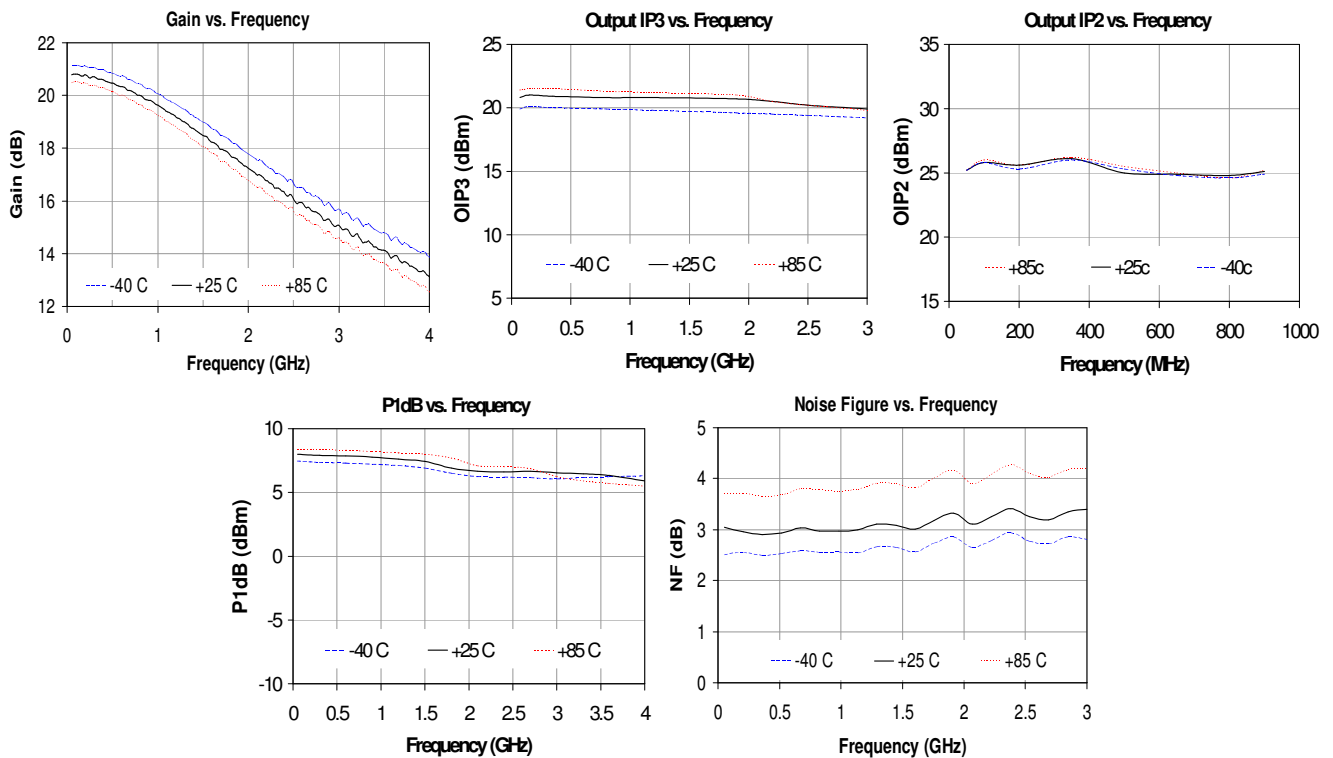 Gain vs. Frequency
22
20
18
16
14
12
Gain (dB)
-40 C +25 C +85 C
0 1 2 3 4
Frequency (GHz)
Output IP3 vs. Frequency
25
20
15
10
5
OIP3 (dBm)
-40 C +25 C +85 C
0 0.5 1 1.5 2 2.5 3
Frequency (GHz)
Output IP2 vs. Frequency
35
30
25
20
15
OIP2 (dBm)
+85c +25c -40c
0 200 400 600 800 1000
Frequency (MHz)
P1dB vs. Frequency
10
5
0
-5
-10
P1dB (dBm)
-40 C +25 C +85 C
0 0.5 1 1.5 2 2.5 3 3.5 4
Frequency (GHz)
Noise Figure vs. Frequency
5
4
3
2
1
0
NF (dB)
-40 C +25 C +85 C
0 0.5 1 1.5 2 2.5 3
Frequency (GHz)